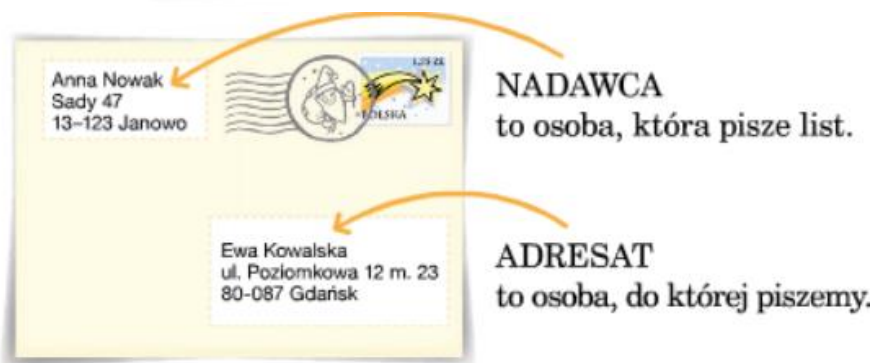 Anna Nowak
Sady 47
13–123 Janowo
POLSKA
NADAWCA
to osoba, która pisze list.
Ewa Kowalska
ul. Poziomkowa 12 m. 23
80-087 Gdańsk
ADRESAT
to osoba, do której piszemy.